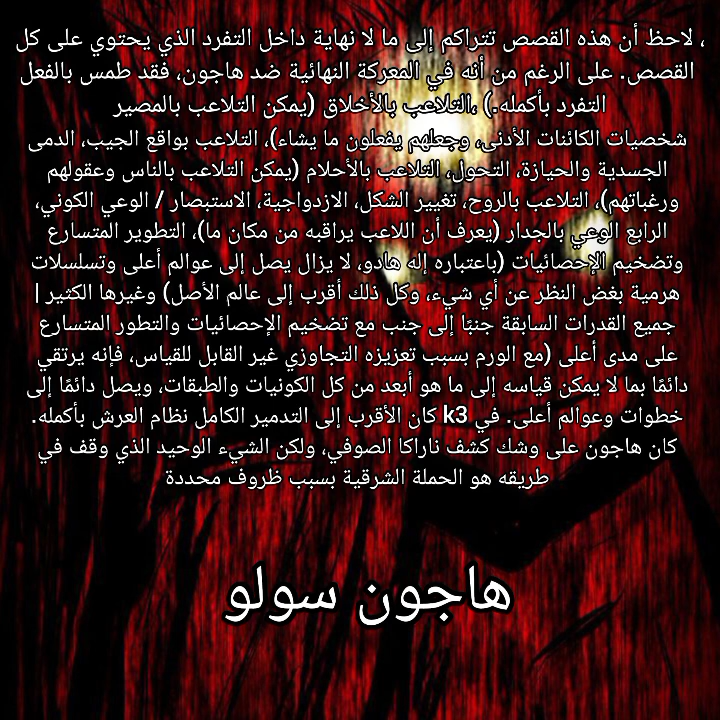 ، لاحظ أن هذه القصص تتراكم إلى ما لا نهاية داخل التفرد الذي يحتوي على كل
القصص. على الرغم من أنه في المعركة النهائية ضد هاجون، فقد طمس بالفعل
التفرد بأكمله.) ،التلاعب بالأخلاق (يمكن التلاعب بالمصير
شخصيات الكائنات الأدنى، وجعلهم يفعلون ما يشاء)، التلاعب بواقع الجيب، الدمى
الجسدية والحيازة، التحول، التلاعب بالأحلام (يمكن التلاعب بالناس وعقولهم
ورغباتهم)، التلاعب بالروح، تغيير الشكل، الازدواجية، الاستبصار / الوعي الكوني،
الرابع الوعي بالجدار (يعرف أن اللاعب يراقبه من مكان ما)، التطوير المتسارع
وتضخيم الإحصائيات (باعتباره إله هادو، لا يزال يصل إلى عوالم أعلى وتسلسلات
هرمية بغض النظر عن أي شيء، وكل ذلك أقرب إلى عالم الأصل) وغيرها الكثير |
جميع القدرات السابقة جنبًا إلى جنب مع تضخيم الإحصائيات والتطور المتسارع
على مدى أعلى (مع الورم بسبب تعزيزه التجاوزي غير القابل للقياس، فإنه يرتقي
دائمًا بما لا يمكن قياسه إلى ما هو أبعد من كل الكونيات والطبقات، ويصل دائمًا إلى
خطوات وعوالم أعلى. في k3 كان الأقرب إلى التدمير الكامل نظام العرش بأكمله.
كان هاجون على وشك كشف ناراكا الصوفي، ولكن الشيء الوحيد الذي وقف في
طريقه هو الحملة الشرقية بسبب ظروف محددة
هاجون سولو